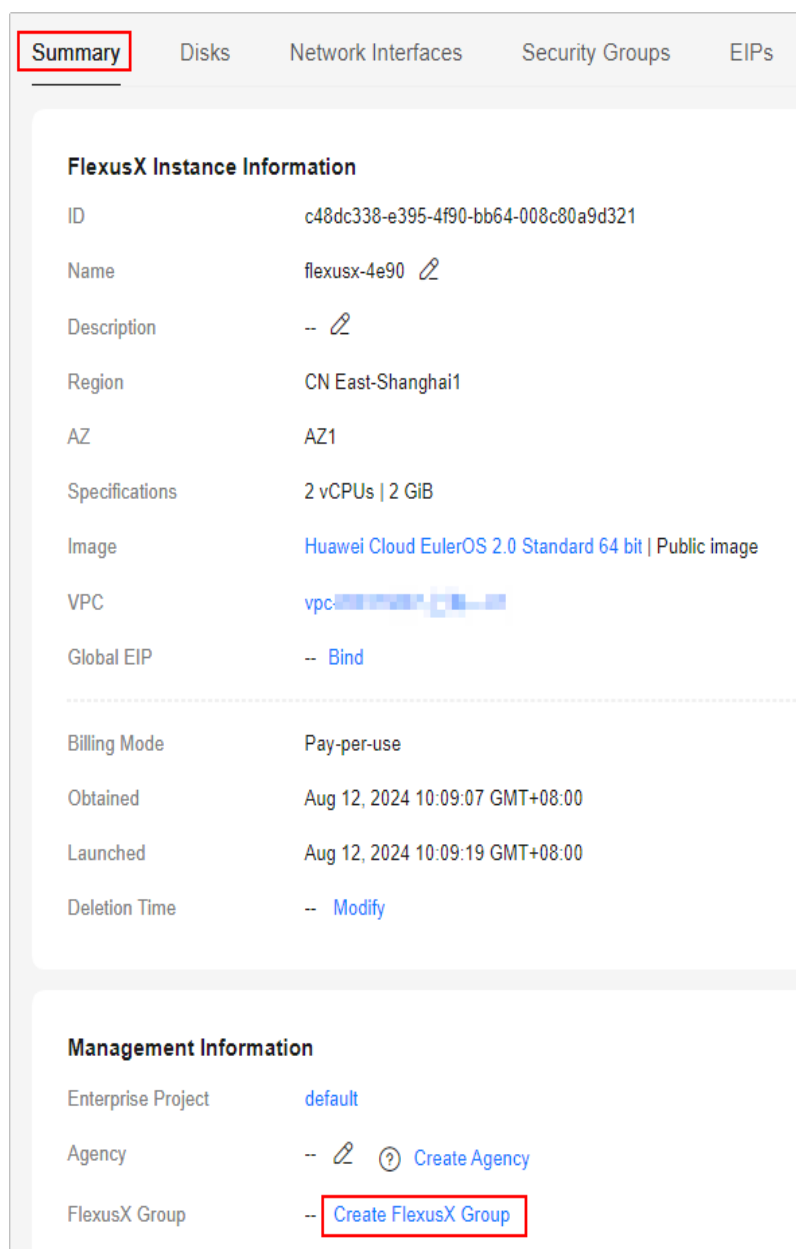 Summary Disks Network Interfaces Security Groups EIPs
FlexusX Instance Information
ID c48dc338-e395-4f90-bb64-008c80a9d321
Name flexusx-4e90
Description --
Region CN East-Shanghai1
AZ AZ1
Specifications 2 vCPUs | 2 GiB
Image Huawei Cloud EulerOS 2.0 Standard 64 bit | Public image
VPC vpc-
Global EIP -- Bind
Billing Mode Pay-per-use
Obtained Aug 12, 2024 10:09:07 GMT+08:00
Launched Aug 12, 2024 10:09:19 GMT+08:00
Deletion Time -- Modify
Management Information
Enterprise Project default
Agency -- ? Create Agency
FlexusX Group -- Create FlexusX Group